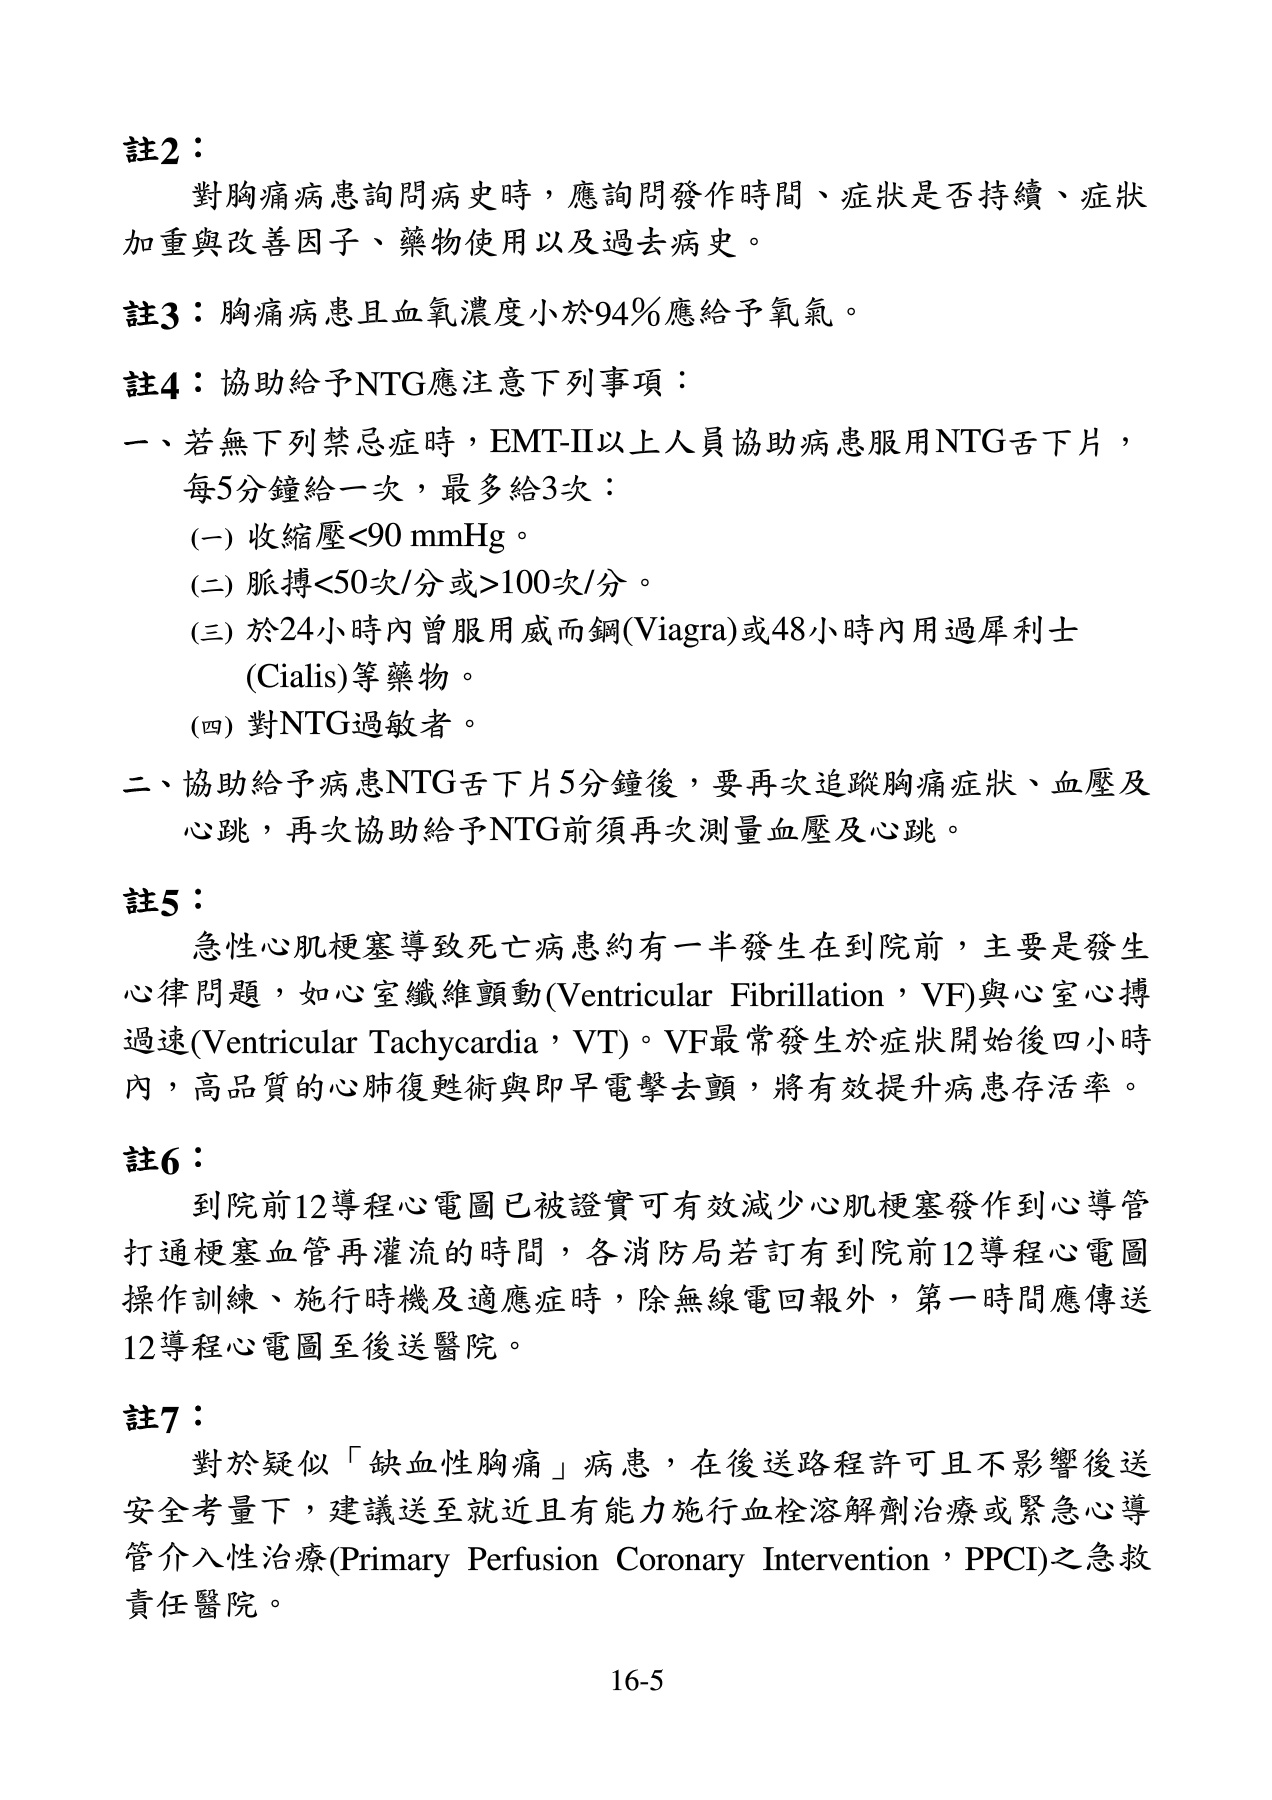 註2：
對胸痛病患詢問病史時，應詢問發作時間、症狀是否持續、症狀
加重與改善因子、藥物使用以及過去病史。
註3：胸痛病患且血氧濃度小於94％應給予氧氣。
註4：協助給予NTG應注意下列事項：
一、若無下列禁忌症時，EMT-II以上人員協助病患服用NTG舌下片，
每5分鐘給一次，最多給3次：
(一) 收縮壓<90 mmHg。
(二) 脈搏<50次/分或>100次/分。
(三) 於24小時內曾服用威而鋼(Viagra)或48小時內用過犀利士
(Cialis)等藥物。
(四) 對NTG過敏者。
二、協助給予病患NTG舌下片5分鐘後，要再次追蹤胸痛症狀、血壓及
心跳，再次協助給予NTG前須再次測量血壓及心跳。
註5：
急性心肌梗塞導致死亡病患約有一半發生在到院前，主要是發生
心律問題，如心室纖維顫動(Ventricular Fibrillation，VF)與心室心搏
過速(Ventricular Tachycardia，VT)。VF最常發生於症狀開始後四小時
內，高品質的心肺復甦術與即早電擊去顫，將有效提升病患存活率。
註6：
到院前12導程心電圖已被證實可有效減少心肌梗塞發作到心導管
打通梗塞血管再灌流的時間，各消防局若訂有到院前12導程心電圖
操作訓練、施行時機及適應症時，除無線電回報外，第一時間應傳送
12導程心電圖至後送醫院。
註7：
對於疑似「缺血性胸痛」病患，在後送路程許可且不影響後送
安全考量下，建議送至就近且有能力施行血栓溶解劑治療或緊急心導
管介入性治療(Primary Perfusion Coronary Intervention，PPCI)之急救
責任醫院。
16-5